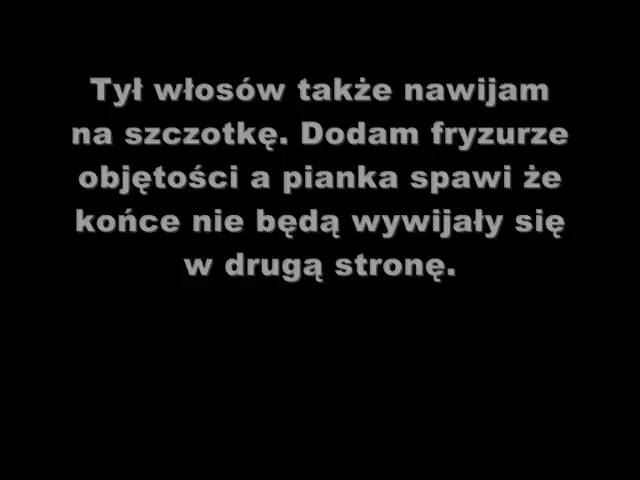 Tył włosów także nawijam
na szczotkę. Dodam fryzurze
objętości a pianka spawi że
końce nie będą wywijały się
w drugą stronę.